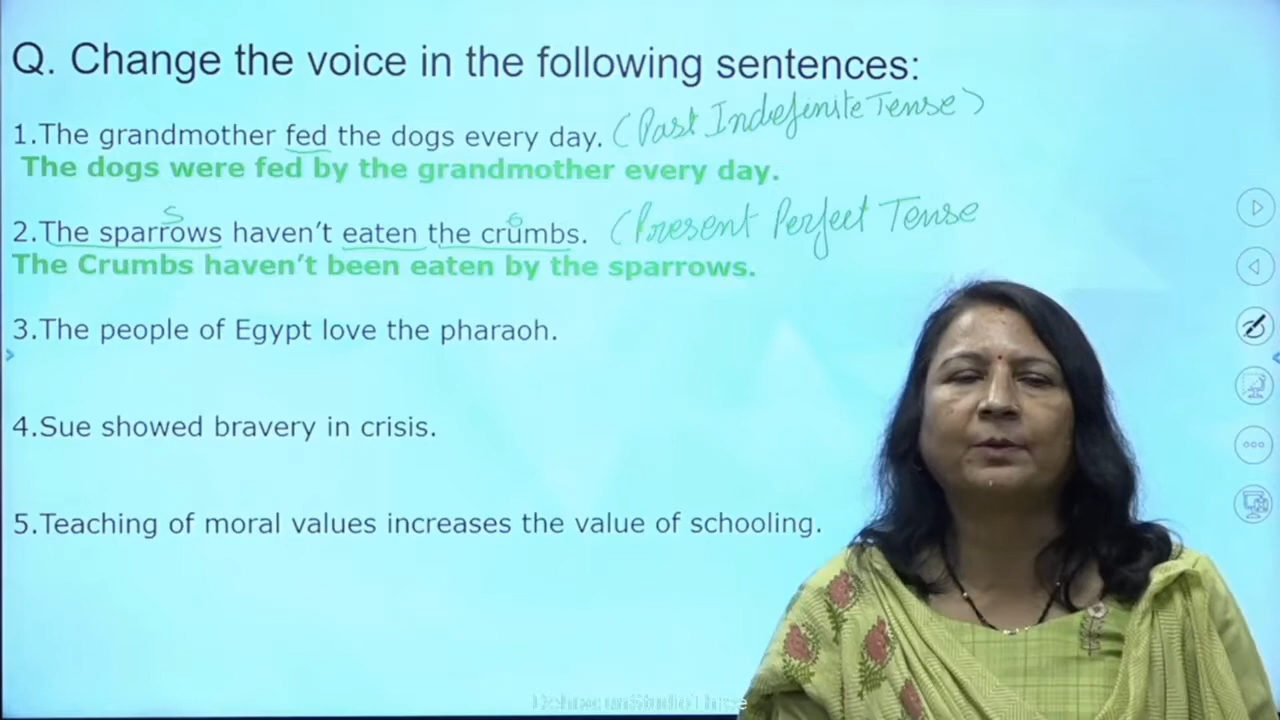 Q. Change the voice in the following sentences:
1.The grandmother fed the dogs every day. (Past Indefinite Tense)
The dogs were fed by the grandmother every day.
S O
2.The sparrows haven't eaten the crumbs. (Present Perfect Tense
The Crumbs haven't been eaten by the sparrows.
3.The people of Egypt love the pharaoh.
4.Sue showed bravery in crisis.
5.Teaching of moral values increases the value of schooling.